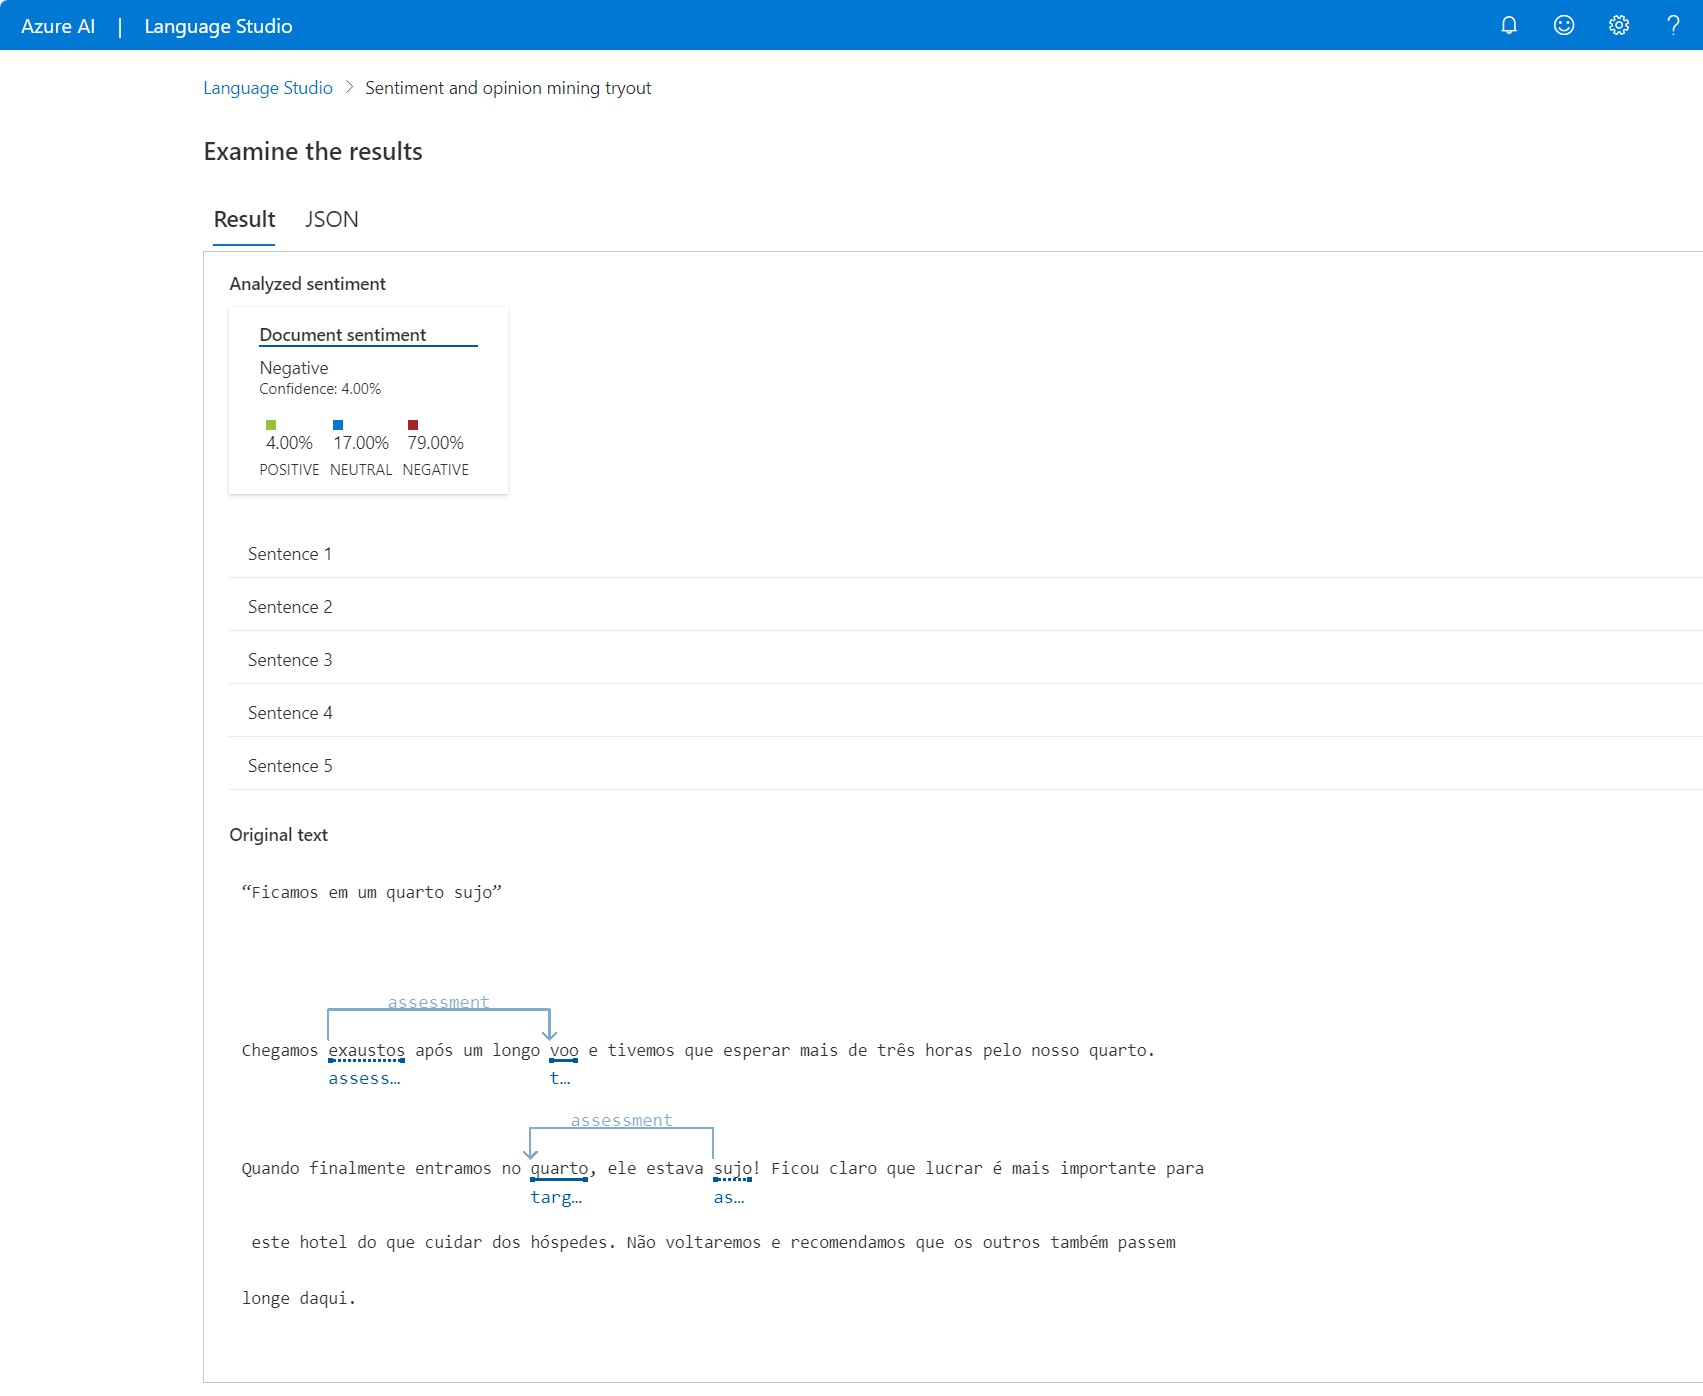 Azure AI | Language Studio
Language Studio > Sentiment and opinion mining tryout
Examine the results
Result JSON
Analyzed sentiment
Document sentiment
Negative
Confidence: 4.00%
4.00% 17.00% 79.00%
POSITIVE NEUTRAL NEGATIVE
Sentence 1
Sentence 2
Sentence 3
Sentence 4
Sentence 5
Original text
“Ficamos em um quarto sujo”
assessment
Chegamos exaustos após um longo voo e tivemos que esperar mais de três horas pelo nosso quarto.
assess… t…
assessment
Quando finalmente entramos no quarto, ele estava sujo! Ficou claro que lucrar é mais importante para
targ… as…
este hotel do que cuidar dos hóspedes. Não voltaremos e recomendamos que os outros também passem
longe daqui.